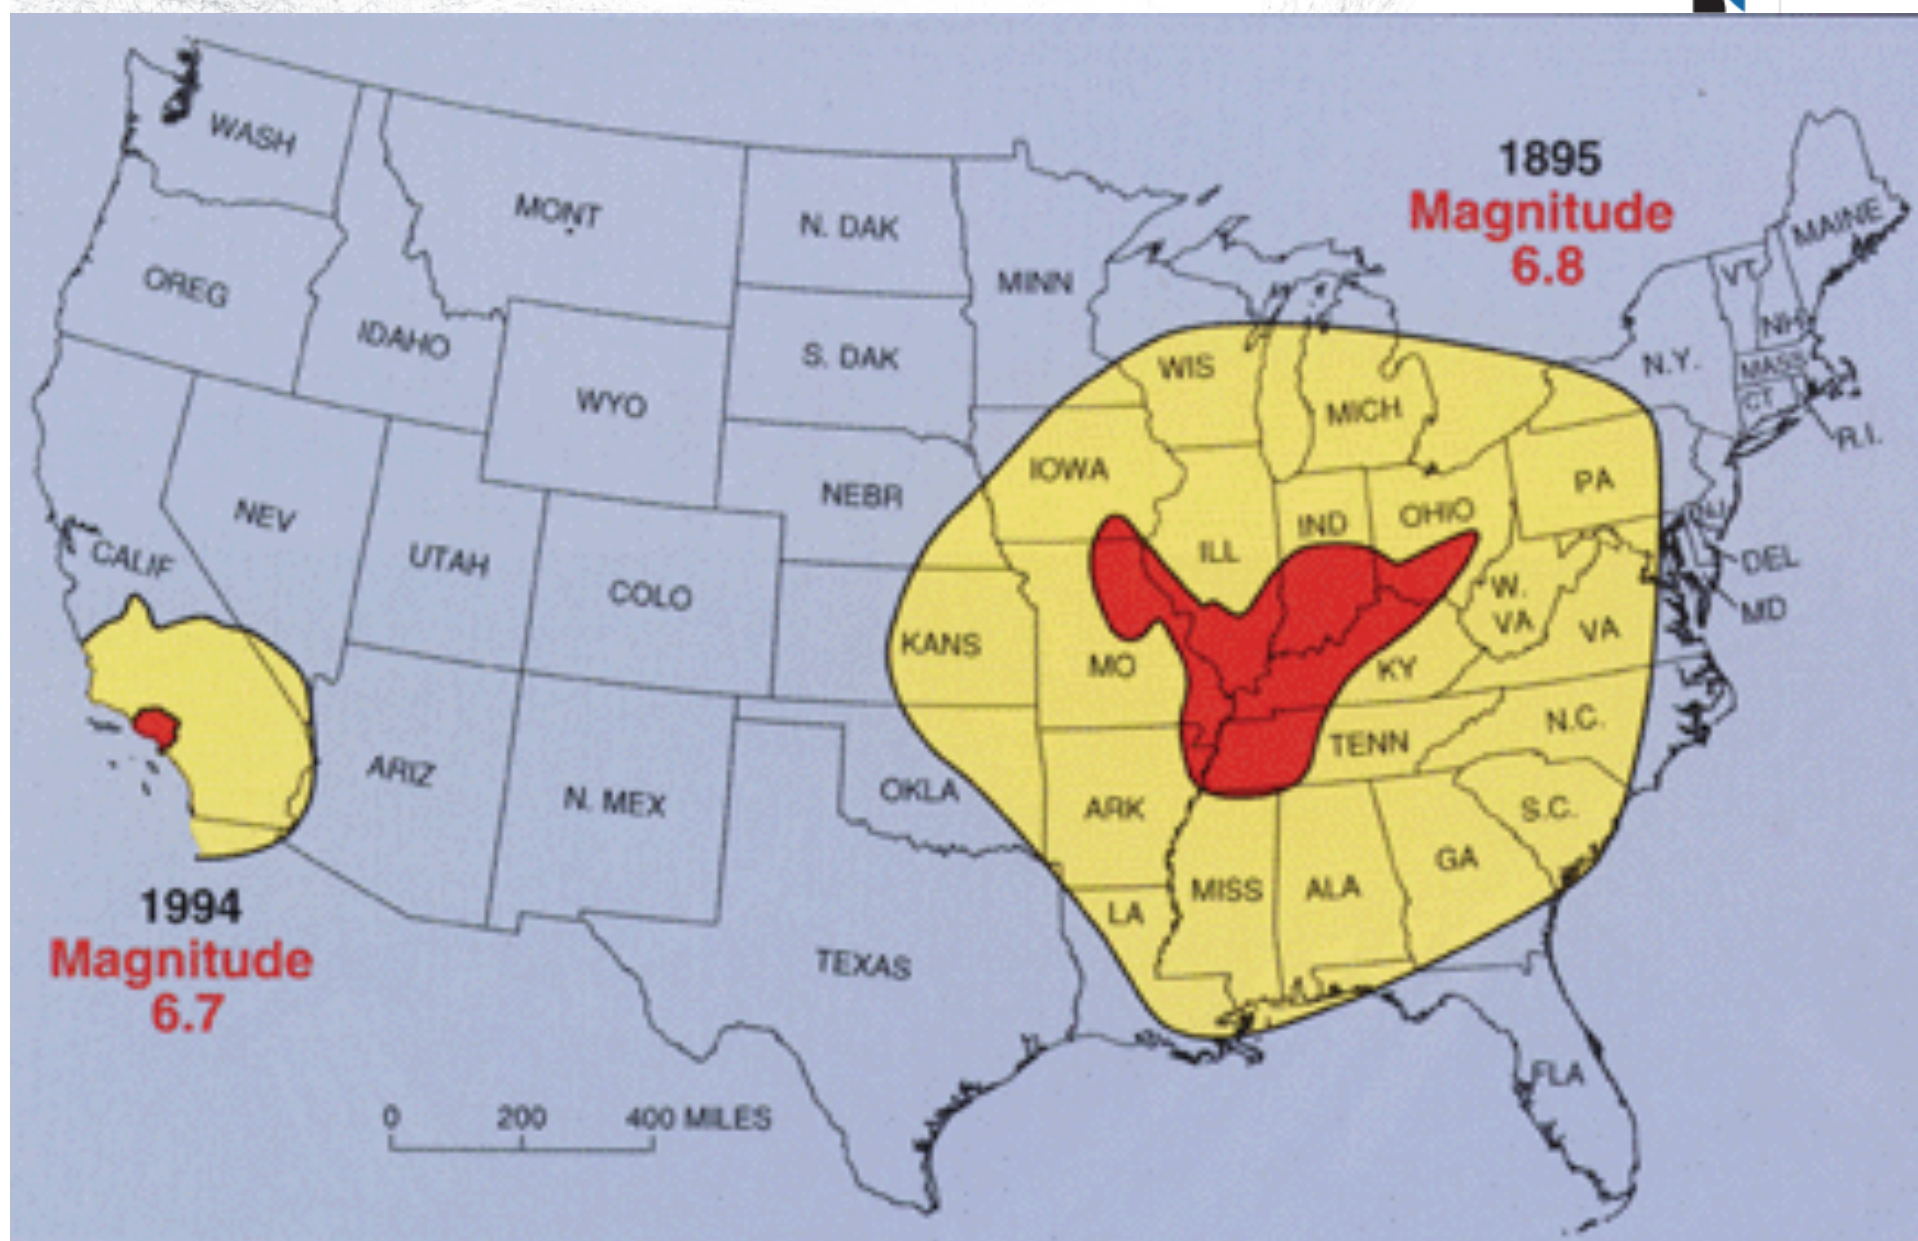 WASH
MONT
N. DAK
MINN
1895
Magnitude
6.8
MAINE
VT
NH
OREG
IDAHO
S. DAK
WIS
N.Y.
MASS
CT
R.I.
WYO
MICH
IOWA
NEBR
PA
NEV
UTAH
COLO
CALIF
ILL
IND
OHIO
NJ
DEL
MD
W.
VA
VA
KANS
MO
KY
N.C.
TENN
ARIZ
N. MEX
OKLA
ARK
S.C.
GA
MISS
ALA
LA
1994
Magnitude
6.7
TEXAS
FLA
0 200 400 MILES